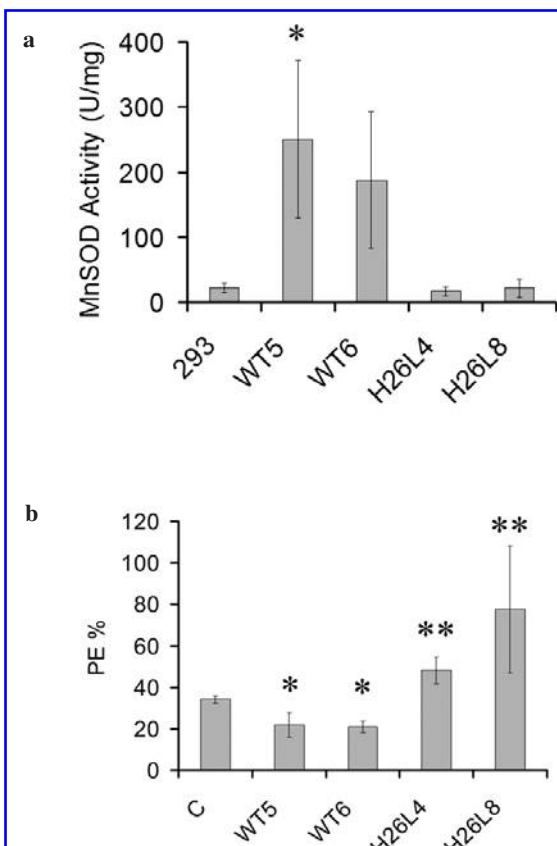 a
MnSOD Activity (U/mg)
400
300
200
100
0
*
293
WT5
WT6
H26L4
H26L8
b
PE %
120
100
80
60
40
20
0
*
*
**
**
C
WT5
WT6
H26L4
H26L8